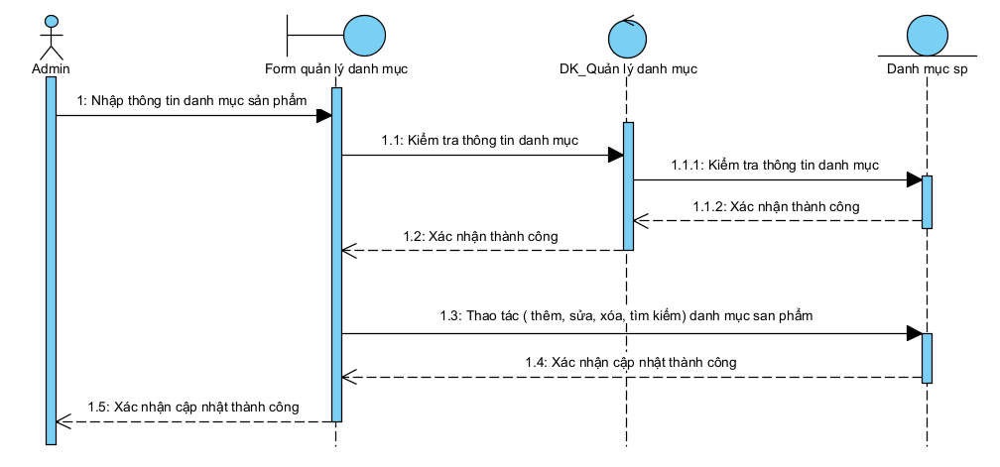 Admin
Form quản lý danh mục
DK_Quản lý danh mục
Danh mục sp
1: Nhập thông tin danh mục sản phẩm
1.1: Kiểm tra thông tin danh mục
1.1.1: Kiểm tra thông tin danh mục
1.1.2: Xác nhận thành công
1.2: Xác nhận thành công
1.3: Thao tác ( thêm, sửa, xóa, tìm kiếm) danh mục san phẩm
1.4: Xác nhận cập nhật thành công
1.5: Xác nhận cập nhật thành công